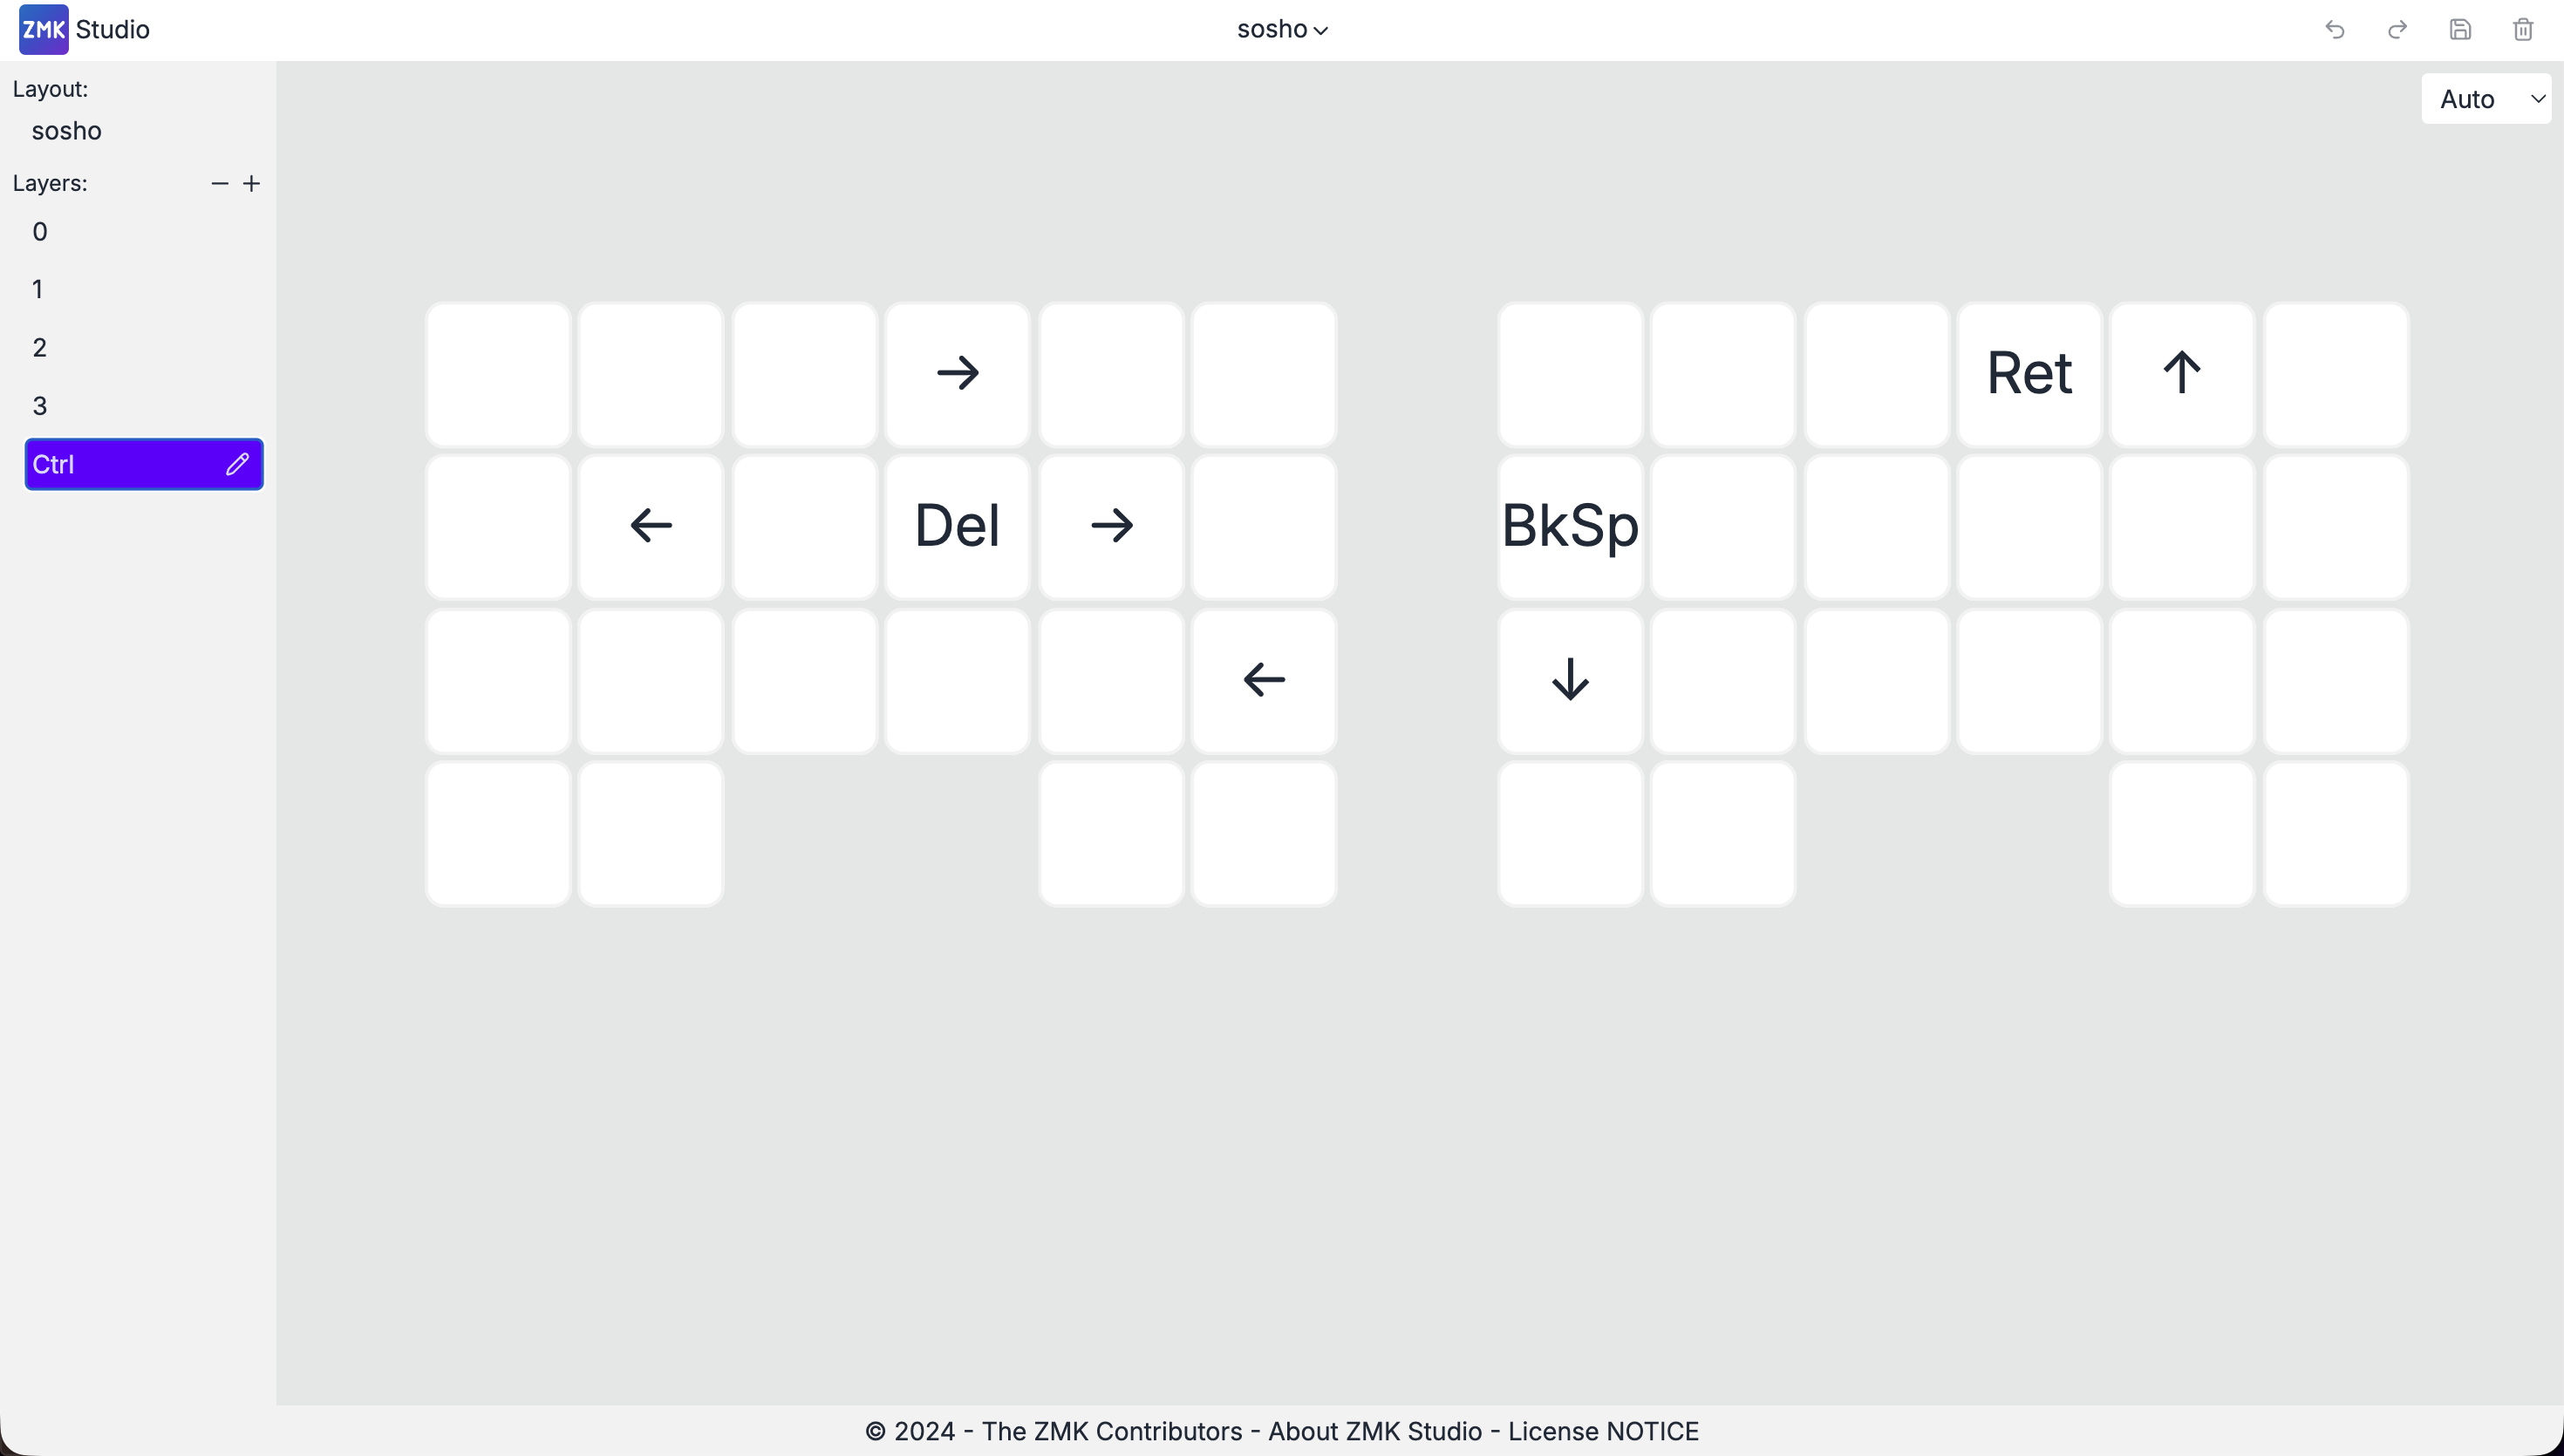 ZMK Studio
sosho
Auto
Layout:
sosho
Layers:
0
1
2
3
Ctrl
→ Ret ↑
← Del → BkSp
← ↓
© 2024 - The ZMK Contributors - About ZMK Studio - License NOTICE